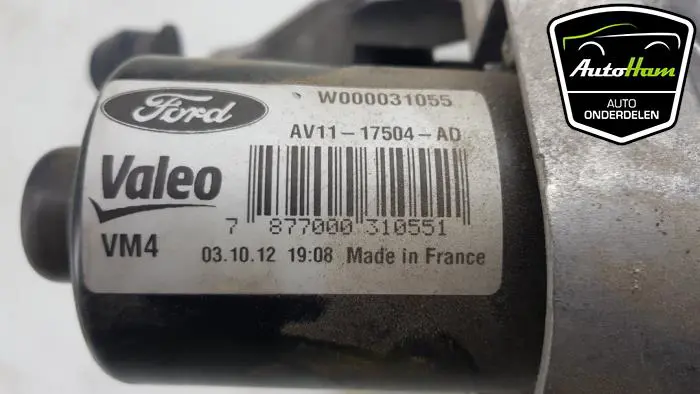 Ford
W000031055
AV11-17504-AD
Valeo
7 877000 310551
VM4
03.10.12 19:08 Made in France
AutoHam
AUTO
ONDERDELEN